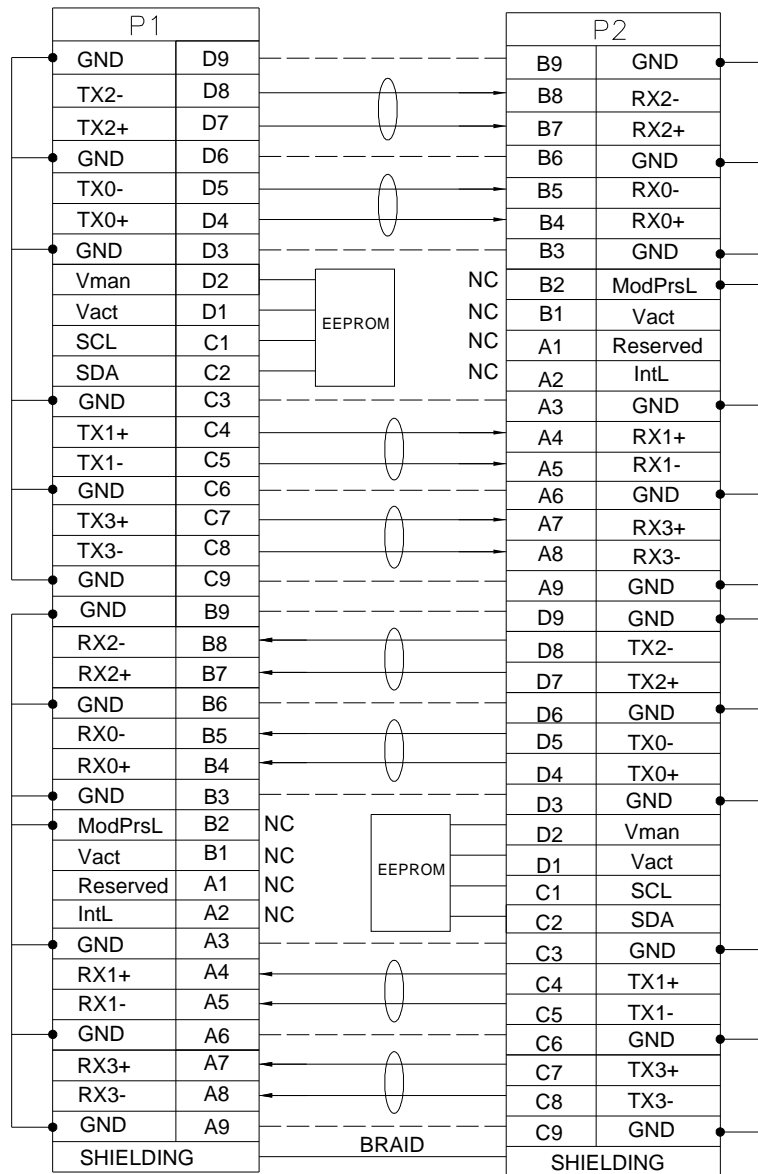 P1 P2
GND D9 B9 GND
TX2- D8 B8 RX2-
TX2+ D7 B7 RX2+
GND D6 B6 GND
TX0- D5 B5 RX0-
TX0+ D4 B4 RX0+
GND D3 B3 GND
Vman D2 NC B2 ModPrsL
Vact D1 NC B1 Vact
EEPROM
SCL C1 NC A1 Reserved
SDA C2 NC A2 IntL
GND C3 A3 GND
TX1+ C4 A4 RX1+
TX1- C5 A5 RX1-
GND C6 A6 GND
TX3+ C7 A7 RX3+
TX3- C8 A8 RX3-
GND C9 A9 GND
GND B9 D9 GND
RX2- B8 D8 TX2-
RX2+ B7 D7 TX2+
GND B6 D6 GND
RX0- B5 D5 TX0-
RX0+ B4 D4 TX0+
GND B3 D3 GND
ModPrsL B2 NC D2 Vman
Vact B1 NC D1 Vact
EEPROM
Reserved A1 NC C1 SCL
IntL A2 NC C2 SDA
GND A3 C3 GND
RX1+ A4 C4 TX1+
RX1- A5 C5 TX1-
GND A6 C6 GND
RX3+ A7 C7 TX3+
RX3- A8 C8 TX3-
GND A9 C9 GND
SHIELDING BRAID SHIELDING